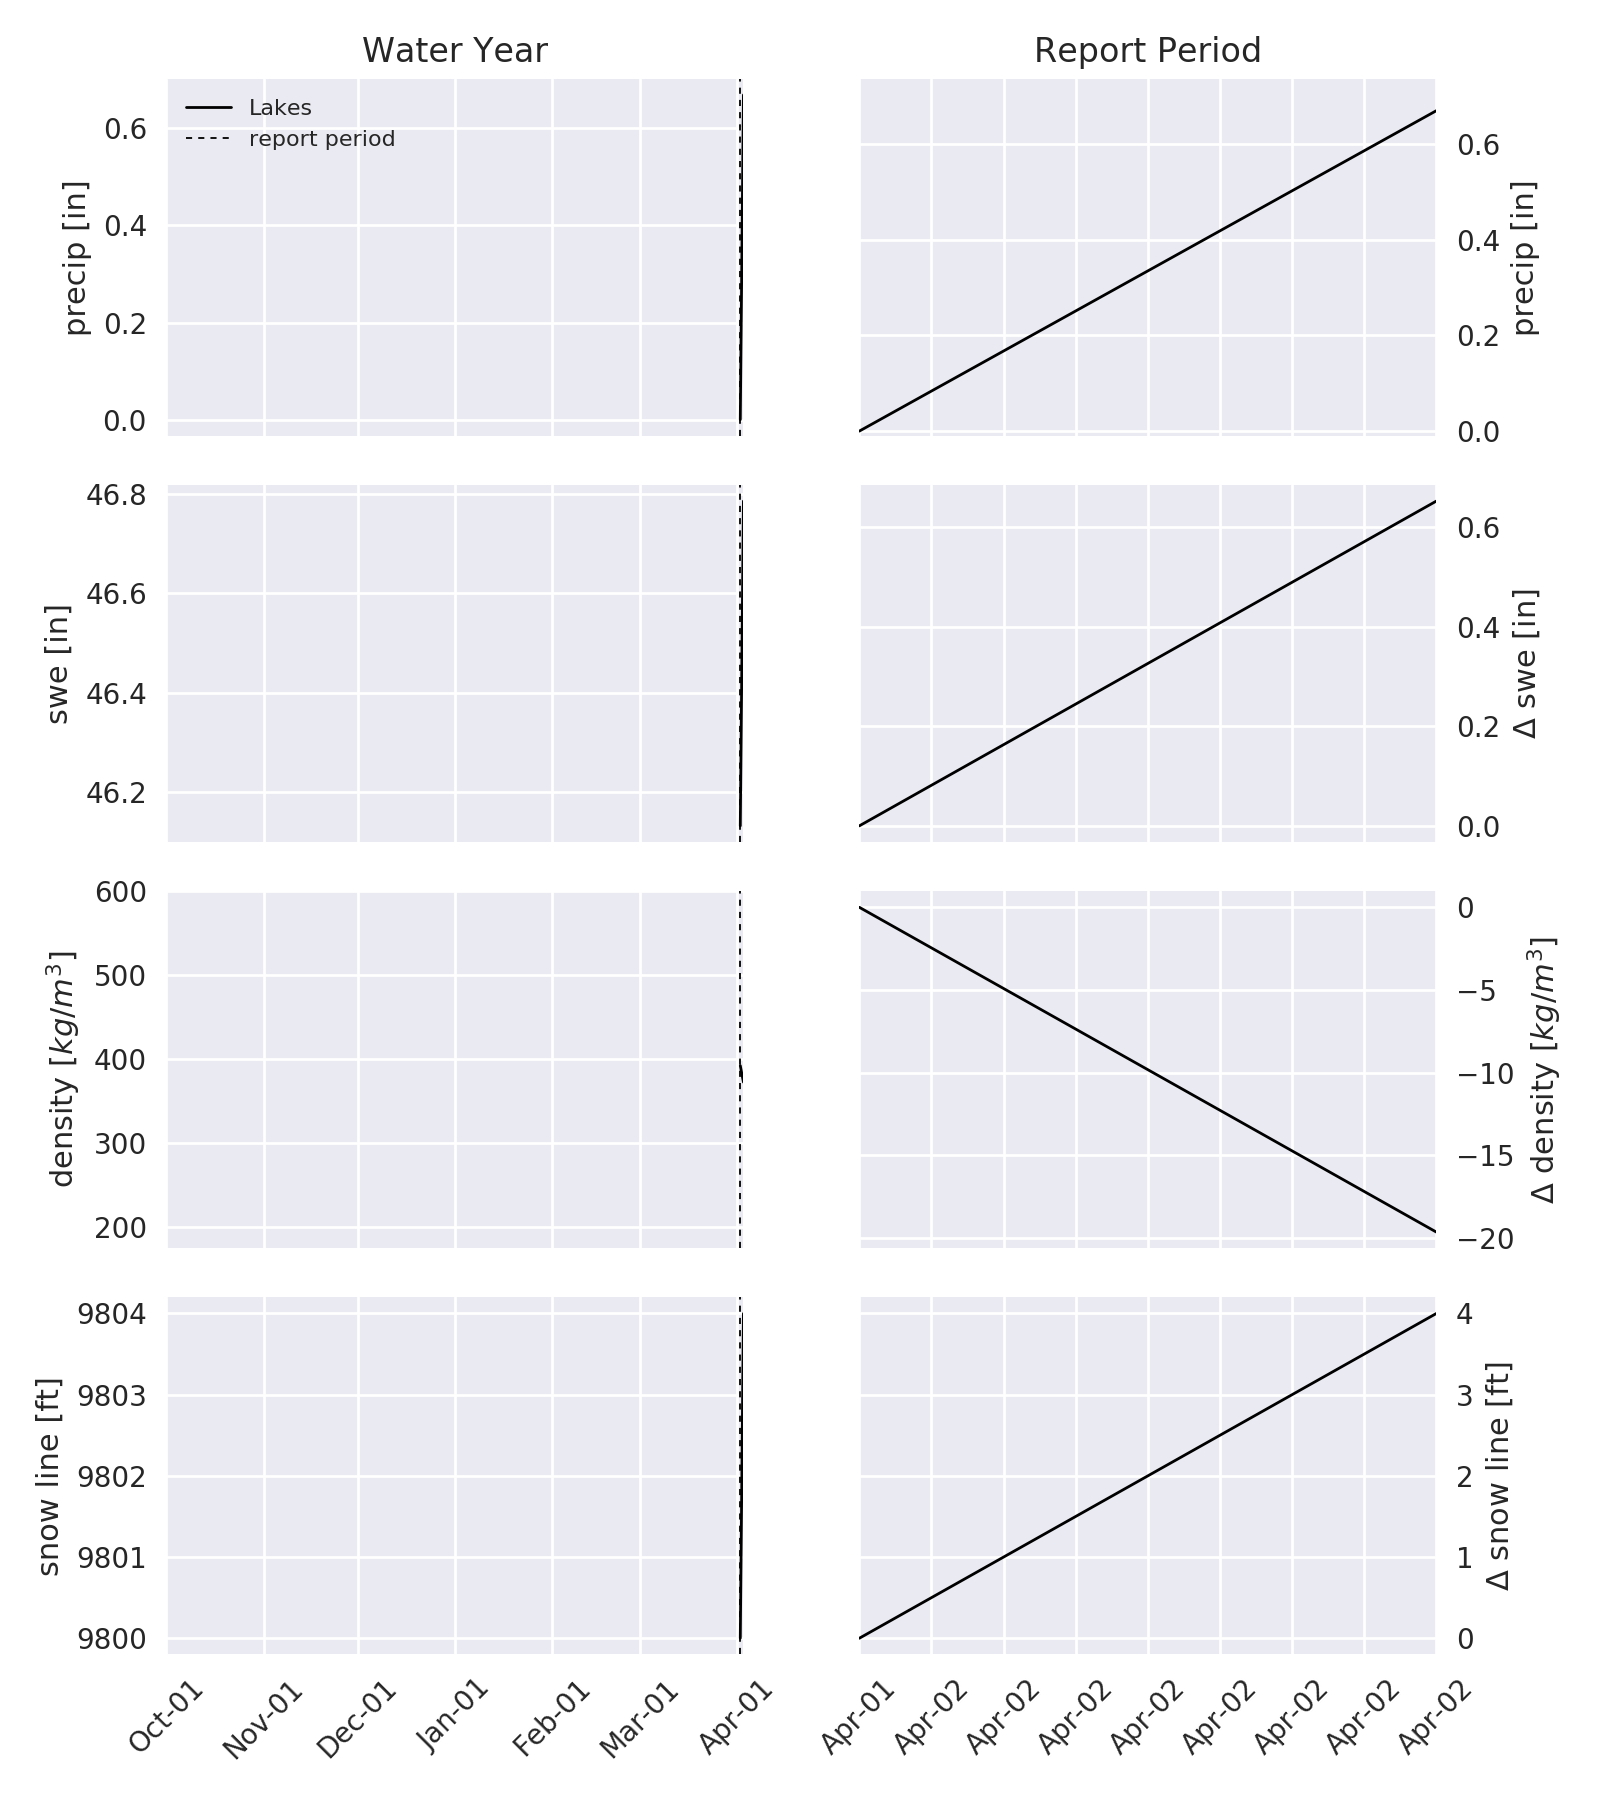 Water Year
Report Period
Lakes
report period
precip [in]
0.6
0.4
0.2
0.0
0.6
0.4
0.2
0.0
precip [in]
swe [in]
46.8
46.6
46.4
46.2
0.6
0.4
0.2
0.0
Δ swe [in]
density [kg/m³]
600
500
400
300
200
0
−5
−10
−15
−20
Δ density [kg/m³]
snow line [ft]
9804
9803
9802
9801
9800
4
3
2
1
0
Δ snow line [ft]
Oct-01 Nov-01 Dec-01 Jan-01 Feb-01 Mar-01 Apr-01
Apr-01 Apr-02 Apr-02 Apr-02 Apr-02 Apr-02 Apr-02 Apr-02 Apr-02